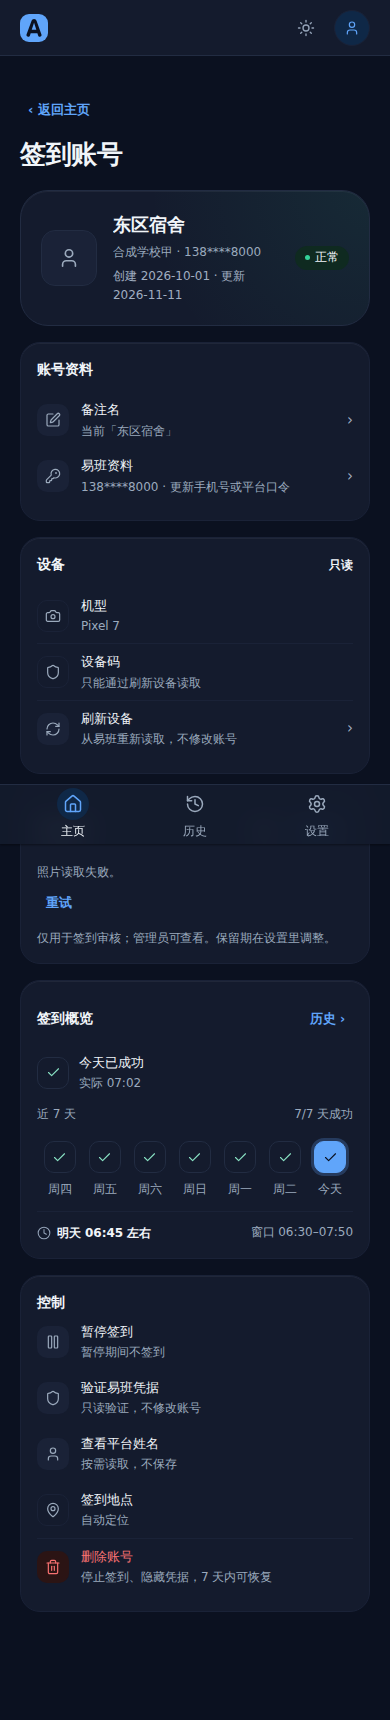 A
‹ 返回主页
签到账号
东区宿舍
合成学校甲 · 138****8000
创建 2026-10-01 · 更新
2026-11-11
正常
账号资料
备注名
当前「东区宿舍」
易班资料
138****8000 · 更新手机号或平台口令
设备
只读
机型
Pixel 7
设备码
只能通过刷新设备读取
刷新设备
从易班重新读取，不修改账号
主页
历史
设置
照片读取失败。
重试
仅用于签到审核；管理员可查看。保留期在设置里调整。
签到概览
历史 ›
今天已成功
实际 07:02
近 7 天
7/7 天成功
周四
周五
周六
周日
周一
周二
今天
明天 06:45 左右
窗口 06:30–07:50
控制
暂停签到
暂停期间不签到
验证易班凭据
只读验证，不修改账号
查看平台姓名
按需读取，不保存
签到地点
自动定位
删除账号
停止签到、隐藏凭据，7 天内可恢复